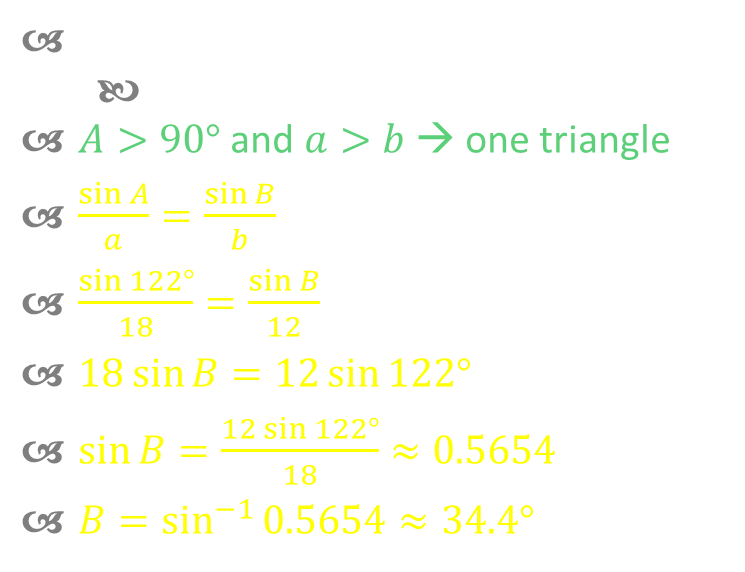 A > 90° and a > b → one triangle
sin A / a = sin B / b
sin 122° / 18 = sin B / 12
18 sin B = 12 sin 122°
sin B = 12 sin 122° / 18 ≈ 0.5654
B = sin⁻¹ 0.5654 ≈ 34.4°